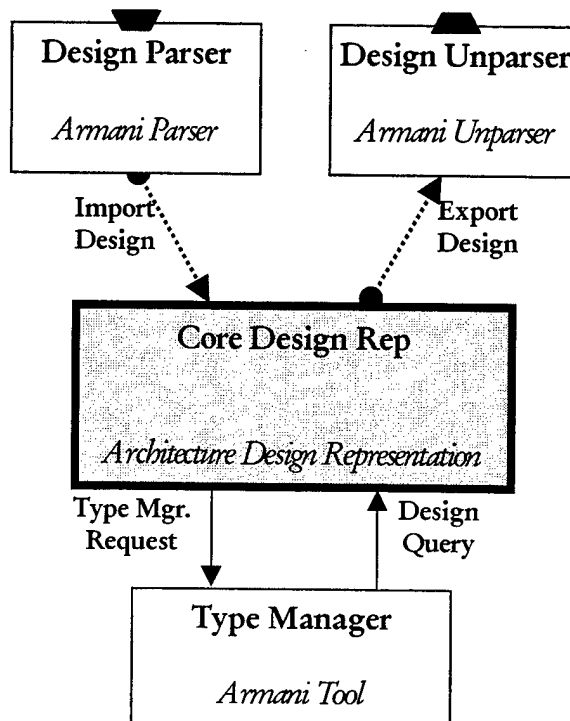 Design Parser
Armani Parser
Design Unparser
Armani Unparser
Import
Design
Export
Design
Core Design Rep
Architecture Design Representation
Type Mgr.
Request
Design
Query
Type Manager
Armani Tool